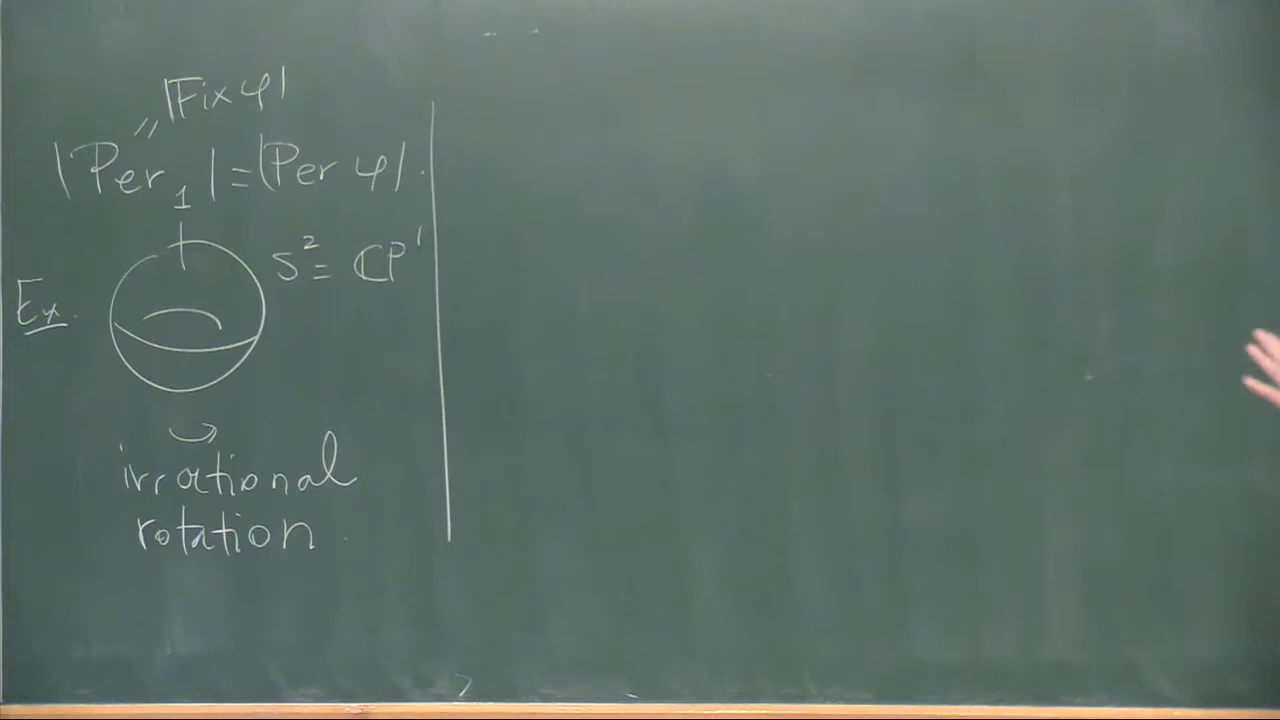 |Fix φ|
"
|Per₁| = |Per φ|.
S² = ℂP¹
Ex.
irrational
rotation.